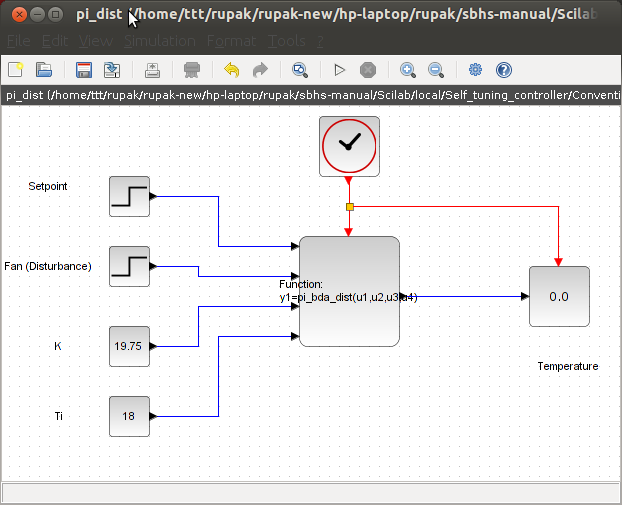 pi_dist (/home/ttt/rupak/rupak-new/hp-laptop/rupak/sbhs-manual/Scilab
File Edit View Simulation Format Tools ?
pi_dist (/home/ttt/rupak/rupak-new/hp-laptop/rupak/sbhs-manual/Scilab/local/Self_tuning_controller/Conventi
Setpoint
Fan (Disturbance)
Function:
y1=pi_bda_dist(u1,u2,u3,u4)
0.0
K
19.75
Temperature
Ti
18